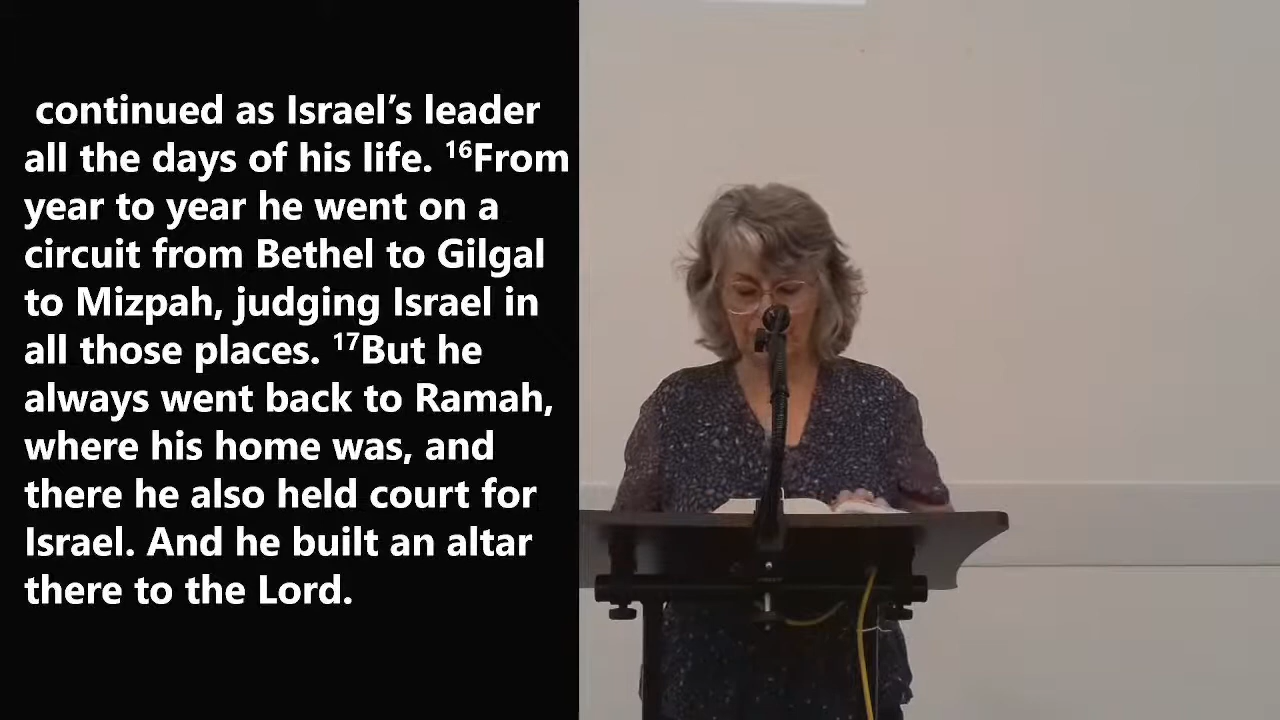 continued as Israel’s leader
all the days of his life. ¹⁶From
year to year he went on a
circuit from Bethel to Gilgal
to Mizpah, judging Israel in
all those places. ¹⁷But he
always went back to Ramah,
where his home was, and
there he also held court for
Israel. And he built an altar
there to the Lord.